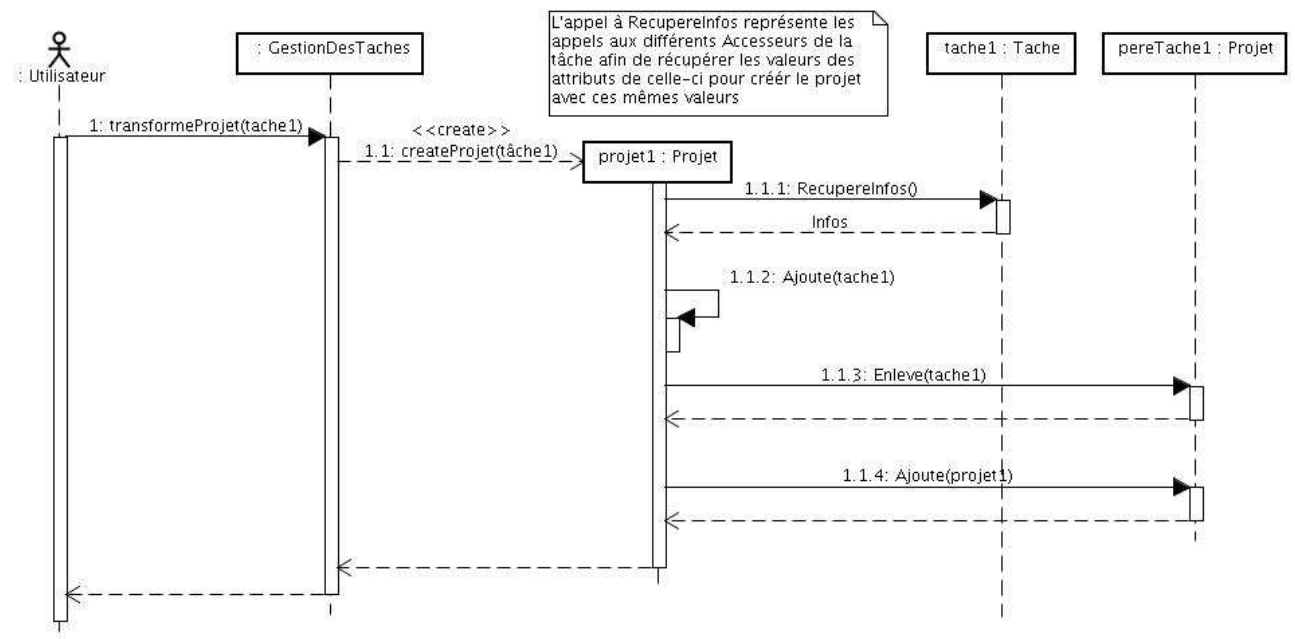 L'appel à RecupereInfos représente les
appels aux différents Accesseurs de la
tâche afin de récupérer les valeurs des
attributs de celle-ci pour créér le projet
avec ces mêmes valeurs
: Utilisateur
: GestionDesTaches
tache1 : Tache
pereTache1 : Projet
1: transformeProjet(tache1)
<<create>>
1.1: createProjet(tâche1)
projet1 : Projet
1.1.1: RecupereInfos()
Infos
1.1.2: Ajoute(tache1)
1.1.3: Enleve(tache1)
1.1.4: Ajoute(projet1)